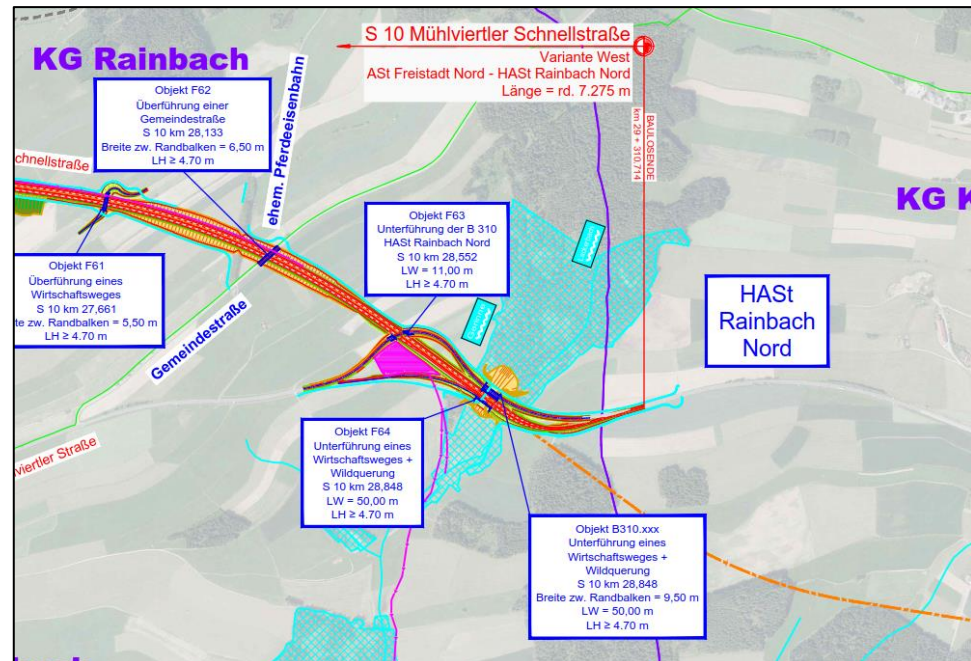 KG Rainbach
S 10 Mühlviertler Schnellstraße
Variante West
ASt Freistadt Nord - HASt Rainbach Nord
Länge = rd. 7.275 m
BAULOSENDE
km 29 + 310.714
Objekt F62
Überführung einer
Gemeindestraße
S 10 km 28,133
Breite zw. Randbalken = 6,50 m
LH ≥ 4.70 m
ehem. Pferdeeisenbahn
chnellstraße
KG K
Objekt F63
Unterführung der B 310
HASt Rainbach Nord
S 10 km 28,552
LW = 11,00 m
LH ≥ 4.70 m
Objekt F61
Überführung eines
Wirtschaftsweges
S 10 km 27,661
ite zw. Randbalken = 5,50 m
LH ≥ 4.70 m
HASt
Rainbach
Nord
Gemeindestraße
Objekt F64
Unterführung eines
Wirtschaftsweges +
Wildquerung
S 10 km 28,848
LW = 50,00 m
LH ≥ 4.70 m
viertler Straße
Objekt B310.xxx
Unterführung eines
Wirtschaftsweges +
Wildquerung
S 10 km 28,848
Breite zw. Randbalken = 9,50 m
LW = 50,00 m
LH ≥ 4.70 m